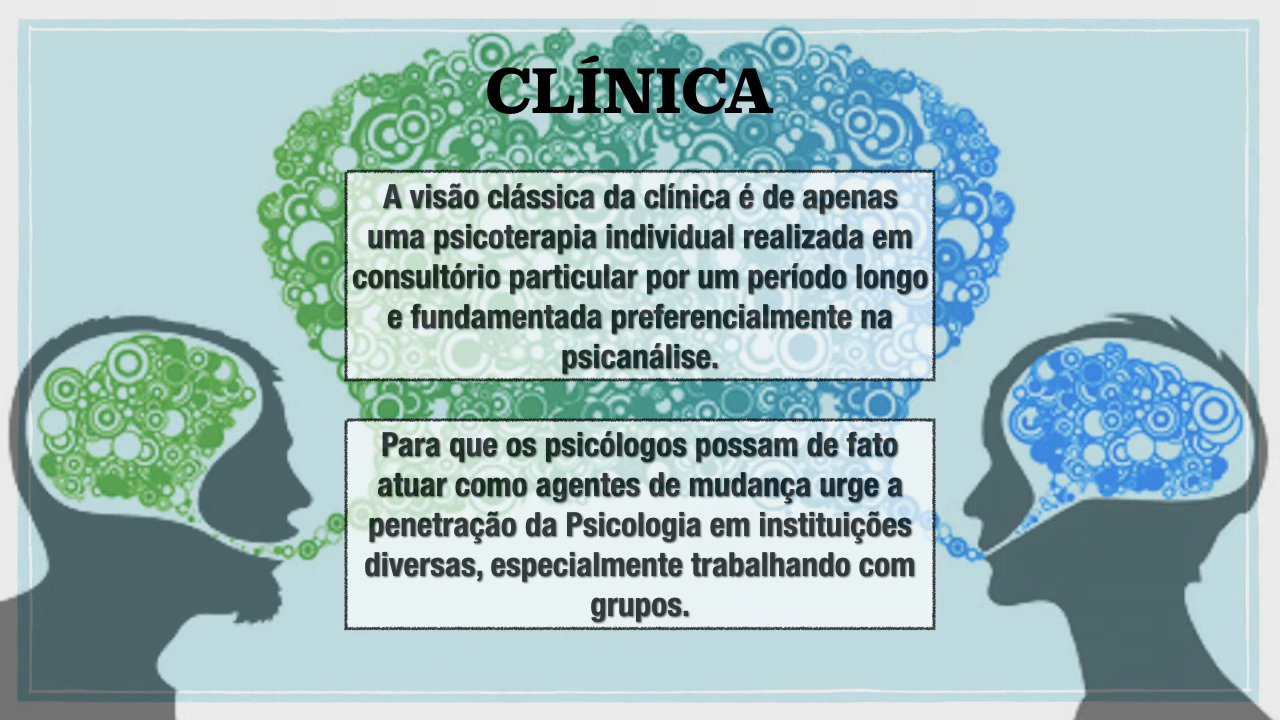 CLÍNICA
A visão clássica da clínica é de apenas
uma psicoterapia individual realizada em
consultório particular por um período longo
e fundamentada preferencialmente na
psicanálise.
Para que os psicólogos possam de fato
atuar como agentes de mudança urge a
penetração da Psicologia em instituições
diversas, especialmente trabalhando com
grupos.